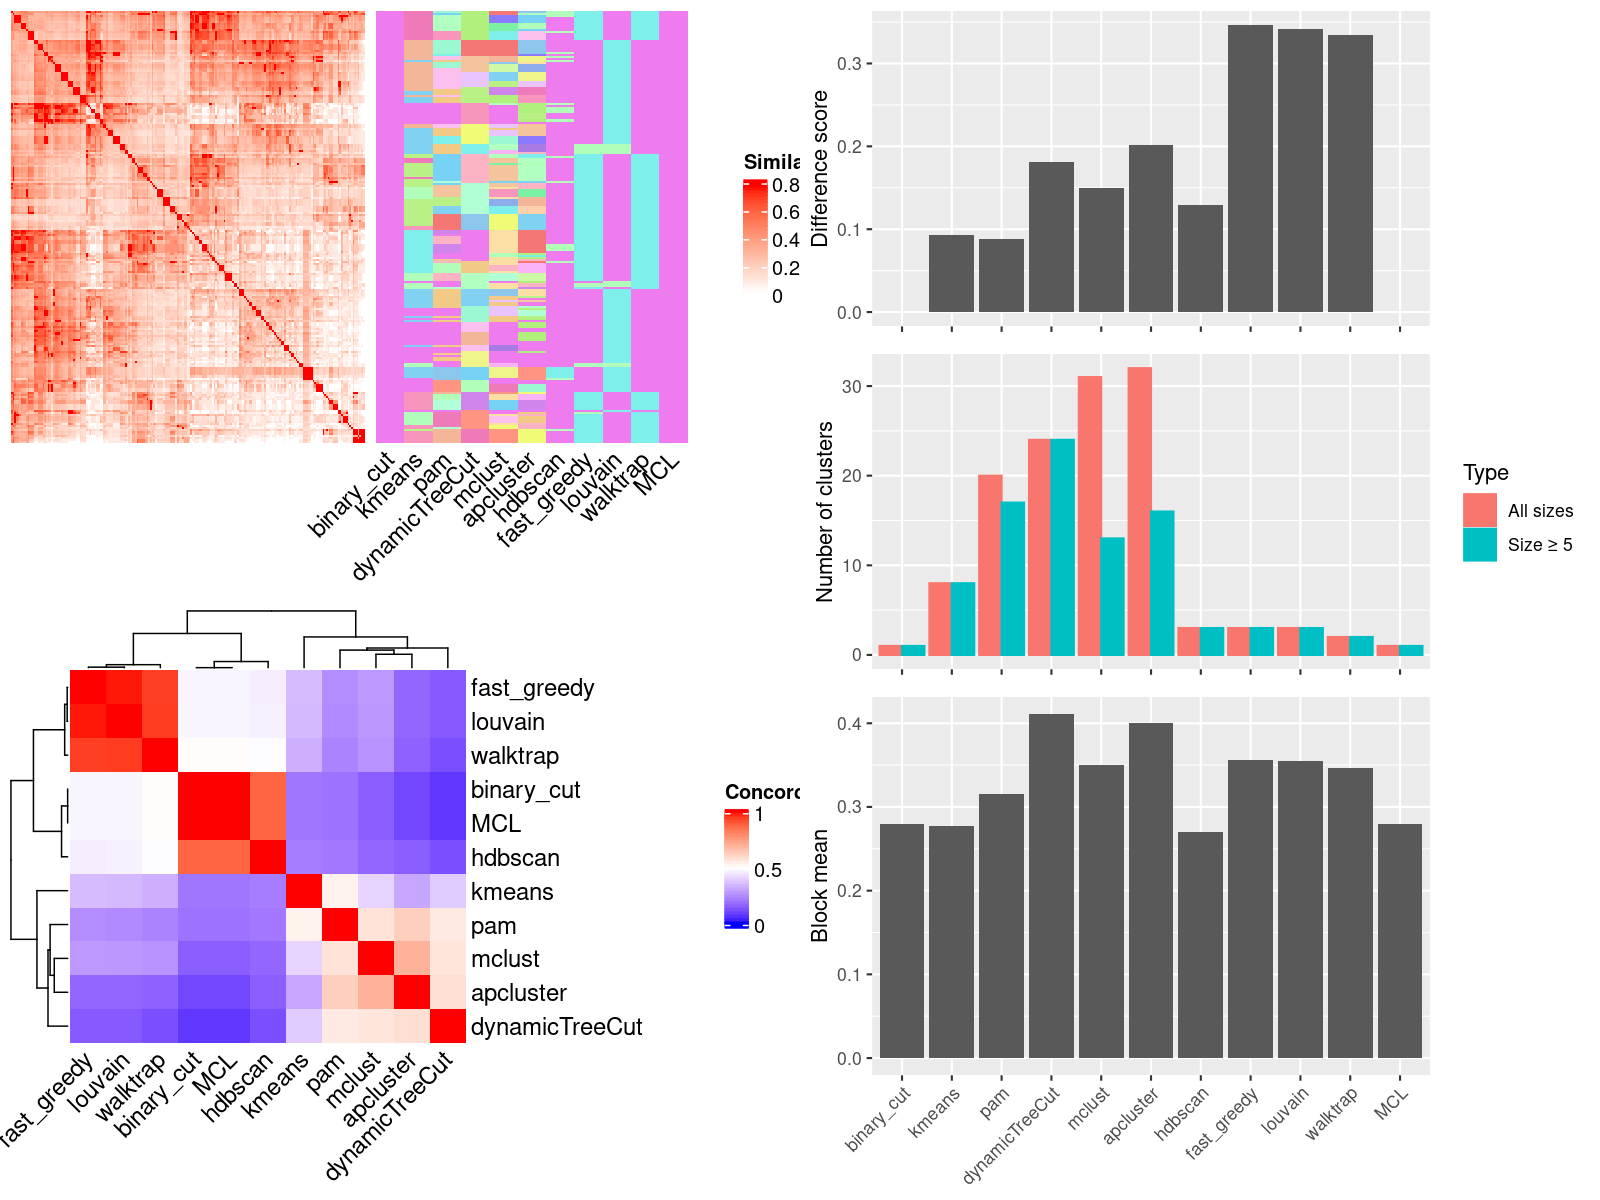 Simila
0.8
0.6
0.4
0.2
0
binary_cut
kmeans
pam
dynamicTreeCut
mclust
apcluster
hdbscan
fast_greedy
louvain
walktrap
MCL
fast_greedy
louvain
walktrap
binary_cut
MCL
hdbscan
kmeans
pam
mclust
apcluster
dynamicTreeCut
fast_greedy
louvain
walktrap
binary_cut
MCL
hdbscan
kmeans
pam
mclust
apcluster
dynamicTreeCut
Concord
1
0.5
0
Difference score
0.3
0.2
0.1
0.0
Number of clusters
30
20
10
0
Type
All sizes
Size ≥ 5
Block mean
0.4
0.3
0.2
0.1
0.0
binary_cut
kmeans
pam
dynamicTreeCut
mclust
apcluster
hdbscan
fast_greedy
louvain
walktrap
MCL